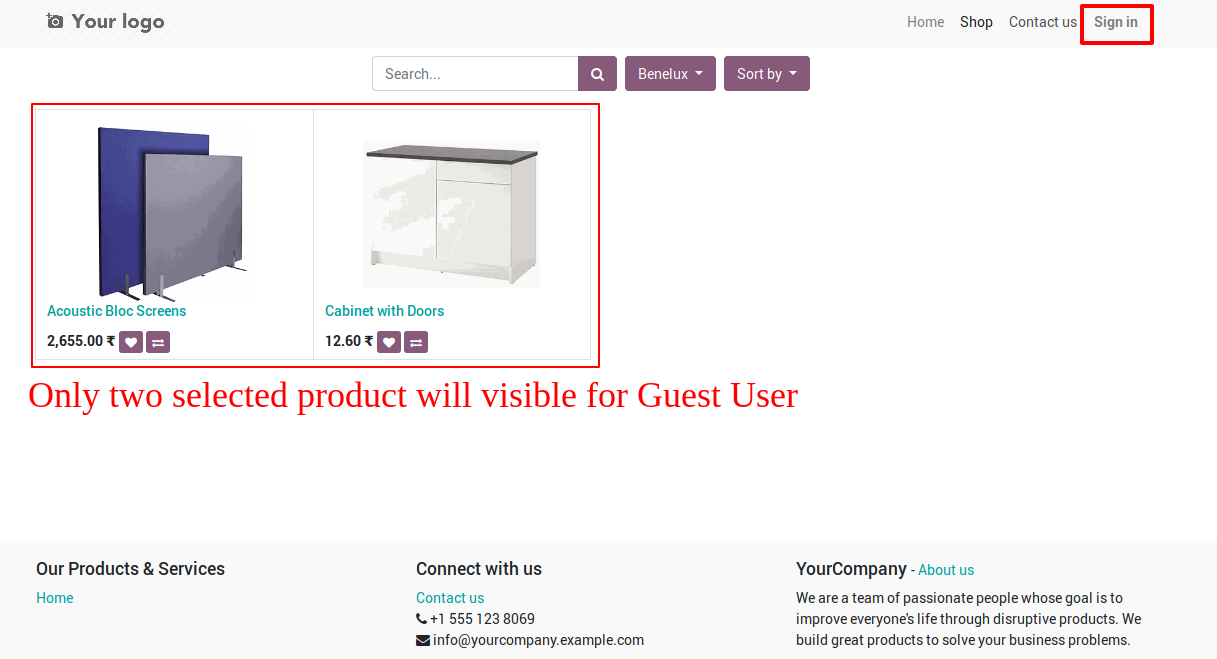 Your logo
Home Shop Contact us Sign in
Search... Benelux Sort by
Acoustic Bloc Screens
2,655.00 ₹
Cabinet with Doors
12.60 ₹
Only two selected product will visible for Guest User
Our Products & Services
Home
Connect with us
Contact us
+1 555 123 8069
info@yourcompany.example.com
YourCompany - About us
We are a team of passionate people whose goal is to
improve everyone's life through disruptive products. We
build great products to solve your business problems.